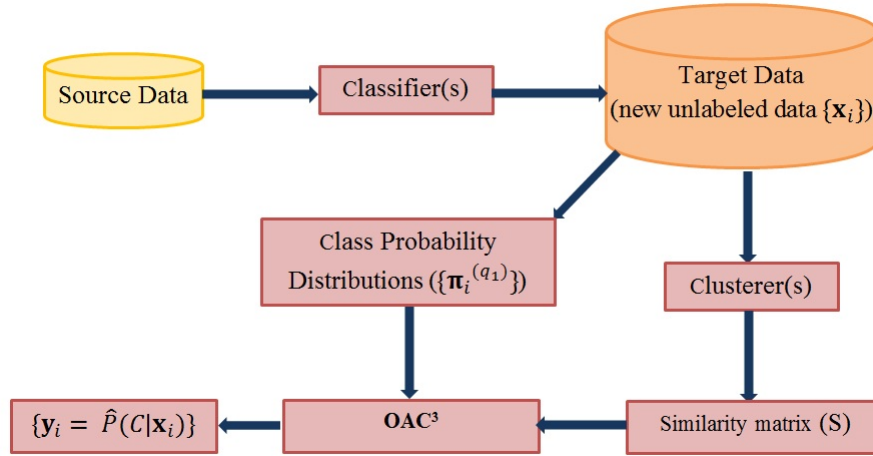 Source Data
Classifier(s)
Target Data
(new unlabeled data {𝐱ᵢ})
Class Probability
Distributions ({𝛑ᵢ⁽q₁⁾})
Clusterer(s)
{𝐲ᵢ = P̂(C|𝐱ᵢ)}
OAC³
Similarity matrix (S)